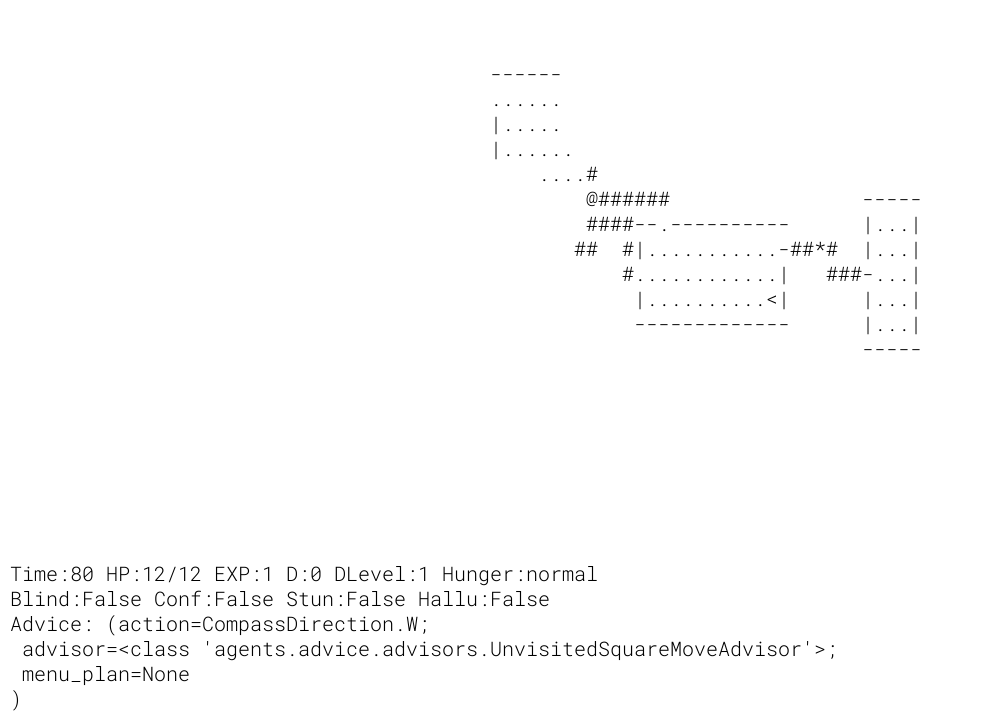 ------
                                         ......
                                         |.....
                                         |......
                                             ....#
                                                 @######                -----
                                                 ####--.----------      |...|
                                                ##  #|...........-##*#  |...|
                                                    #............|   ###-...|
                                                     |..........<|      |...|
                                                     -------------      |...|
                                                                        -----
Time:80 HP:12/12 EXP:1 D:0 DLevel:1 Hunger:normal
Blind:False Conf:False Stun:False Hallu:False
Advice: (action=CompassDirection.W;
 advisor=<class 'agents.advice.advisors.UnvisitedSquareMoveAdvisor'>;
 menu_plan=None
)